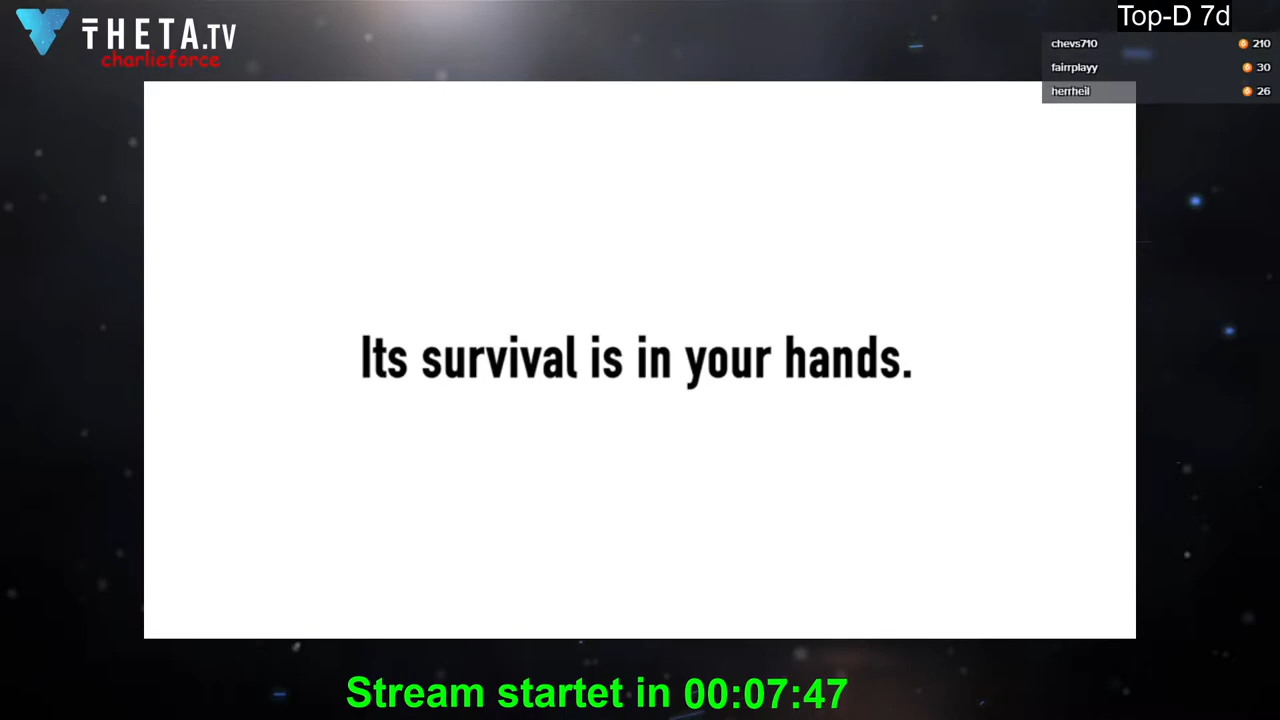 THETA.TV
charlieforce
Top-D 7d
chevs710 210
fairrplayy 30
herrheil 26
Its survival is in your hands.
Stream startet in 00:07:47